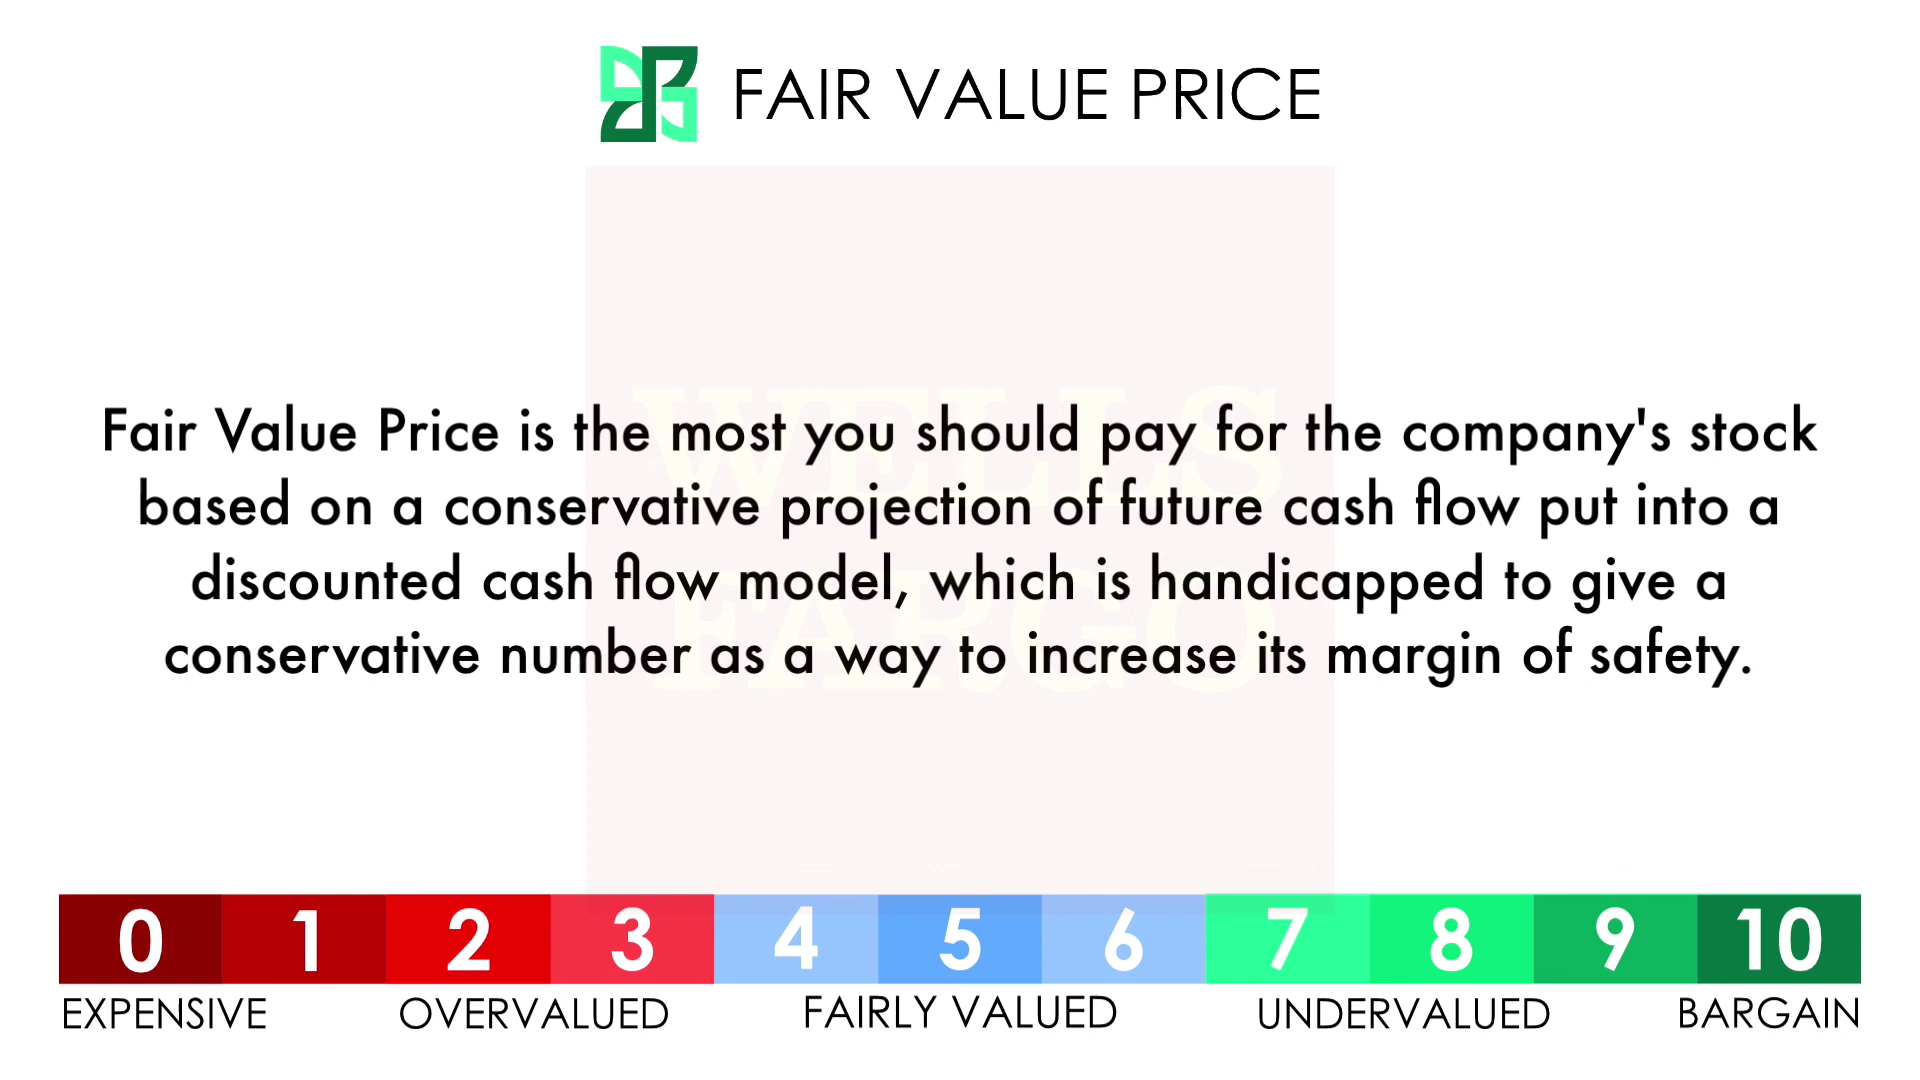 FAIR VALUE PRICE
WELLS
FARGO
Fair Value Price is the most you should pay for the company's stock
based on a conservative projection of future cash flow put into a
discounted cash flow model, which is handicapped to give a
conservative number as a way to increase its margin of safety.
0 1 2 3 4 5 6 7 8 9 10
EXPENSIVE OVERVALUED FAIRLY VALUED UNDERVALUED BARGAIN